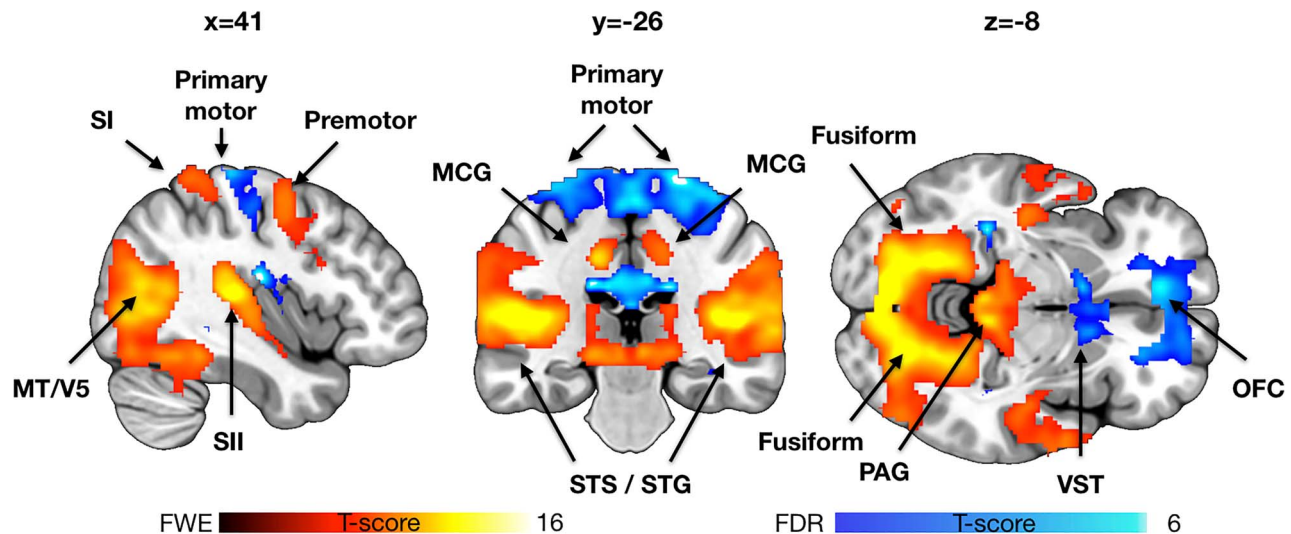 x=41
y=-26
z=-8
Primary
motor
SI
Premotor
MT/V5
SII
Primary
motor
MCG
MCG
STS / STG
Fusiform
Fusiform
PAG
VST
OFC
FWE T-score 16
FDR T-score 6